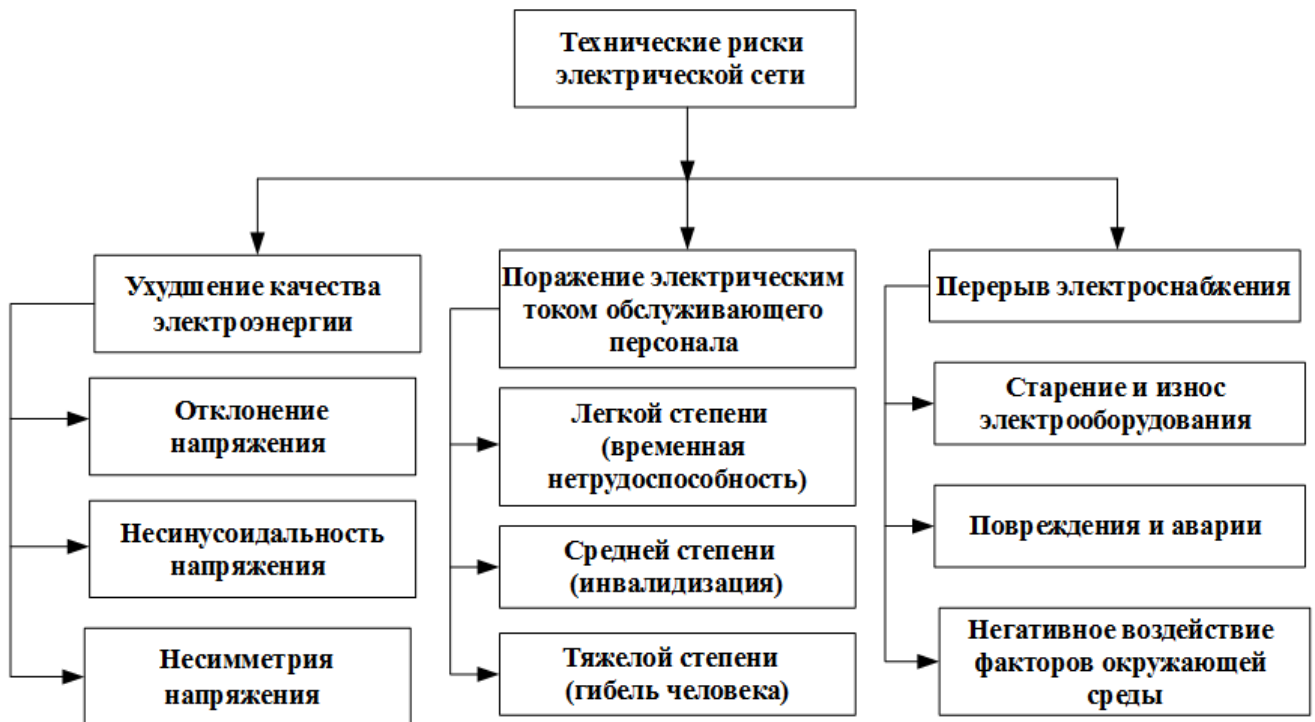 Технические риски
электрической сети
Ухудшение качества
электроэнергии
Отклонение
напряжения
Несинусоидальность
напряжения
Несимметрия
напряжения
Поражение электрическим
током обслуживающего
персонала
Легкой степени
(временная
нетрудоспособность)
Средней степени
(инвалидизация)
Тяжелой степени
(гибель человека)
Перерыв электроснабжения
Старение и износ
электрооборудования
Повреждения и аварии
Негативное воздействие
факторов окружающей
среды